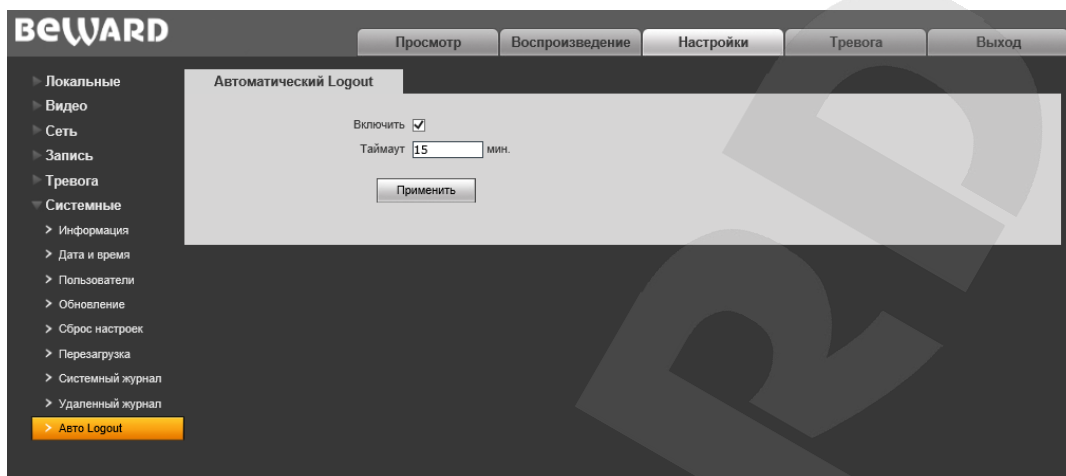 BEWARD
Просмотр Воспроизведение Настройки Тревога Выход
Локальные
Видео
Сеть
Запись
Тревога
Системные
Информация
Дата и время
Пользователи
Обновление
Сброс настроек
Перезагрузка
Системный журнал
Удаленный журнал
Авто Logout
Автоматический Logout
Включить
Таймаут 15 мин.
Применить
RD